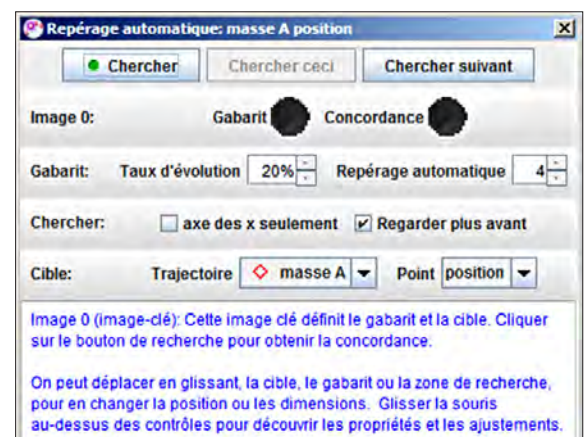 Repérage automatique: masse A position
Chercher Chercher ceci Chercher suivant
Image 0: Gabarit Concordance
Gabarit: Taux d'évolution 20% Repérage automatique 4
Chercher: axe des x seulement Regarder plus avant
Cible: Trajectoire masse A Point position
Image 0 (image-clé): Cette image clé définit le gabarit et la cible. Cliquer
sur le bouton de recherche pour obtenir la concordance.
On peut déplacer en glissant, la cible, le gabarit ou la zone de recherche,
pour en changer la position ou les dimensions. Glisser la souris
au-dessus des contrôles pour découvrir les propriétés et les ajustements.